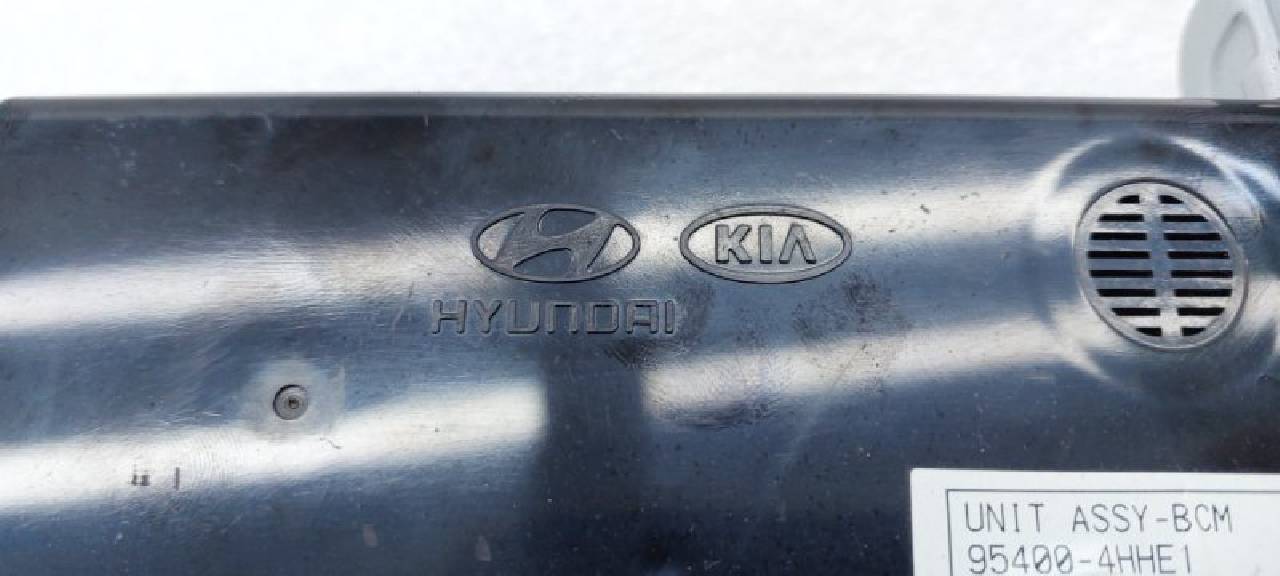 KIA
HYUNDAI
UNIT ASSY-BCM
95400-4HHE1